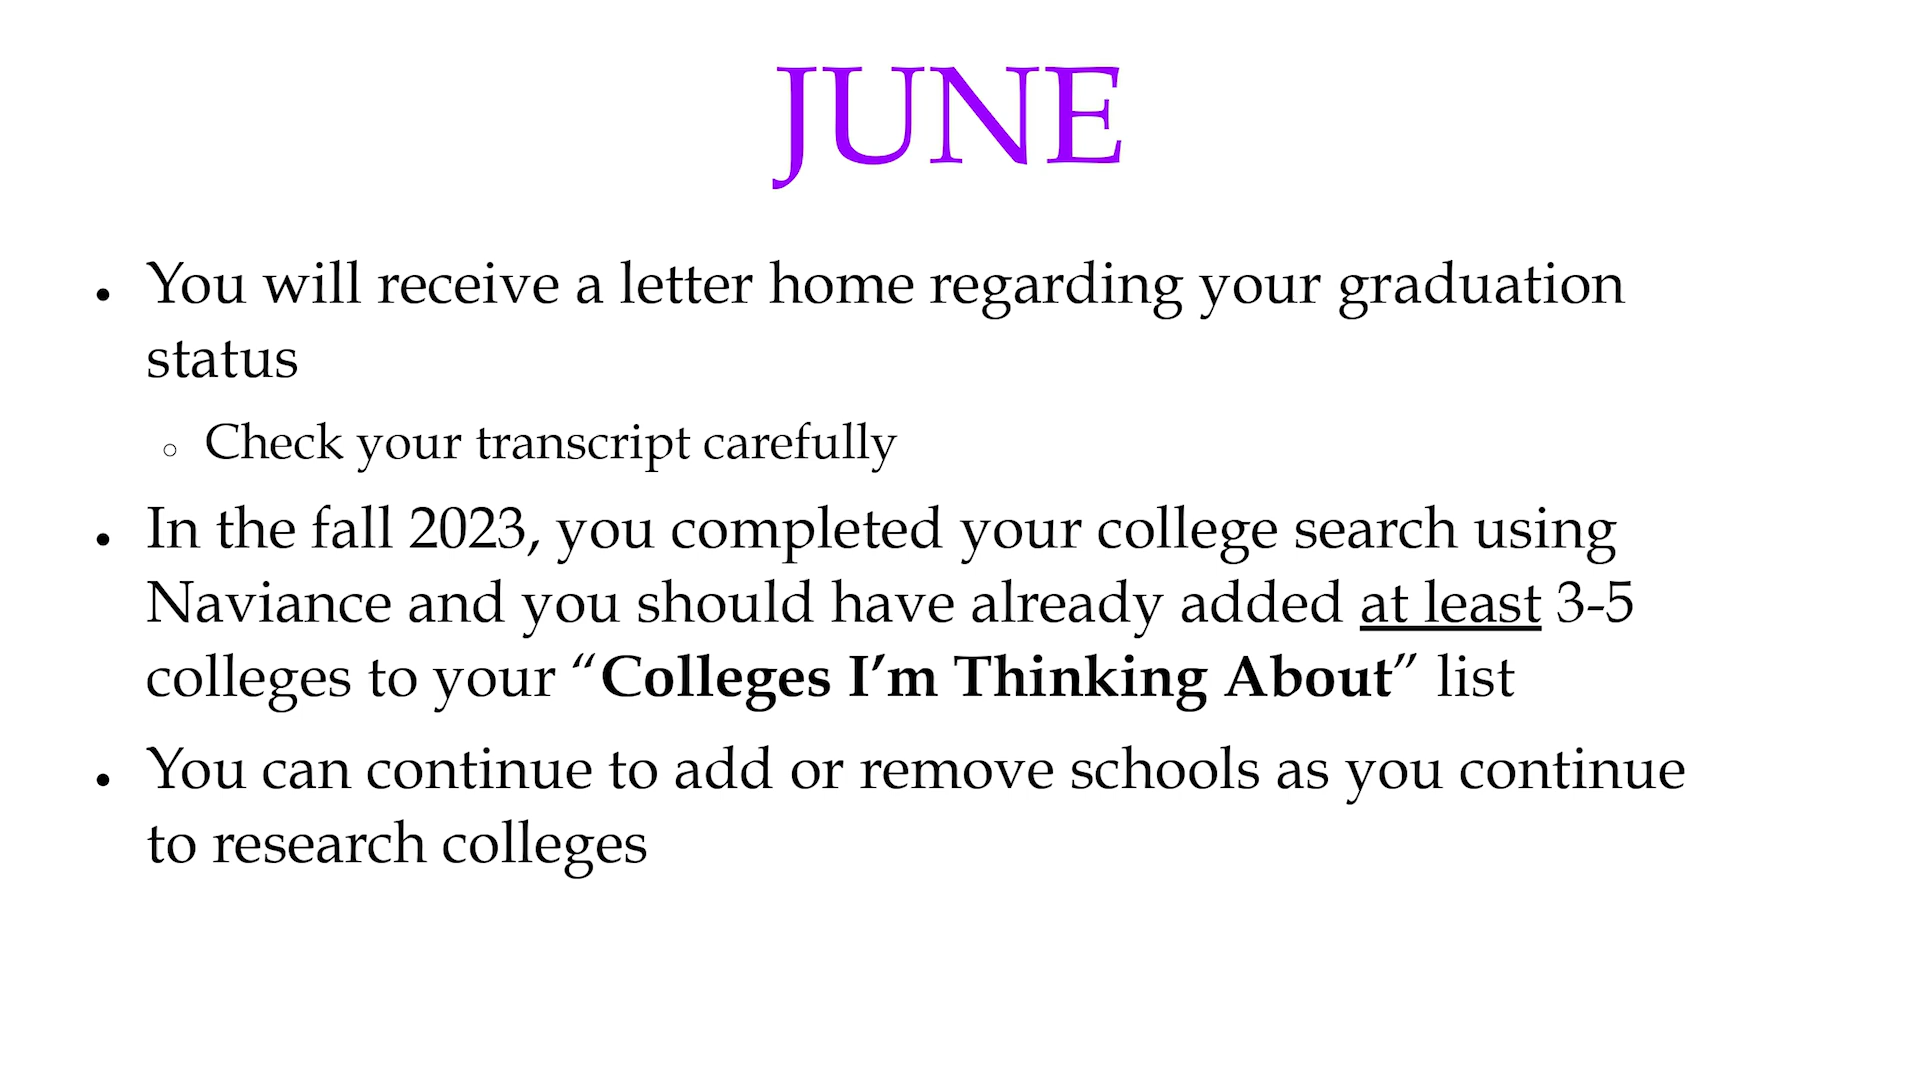 JUNE
• You will receive a letter home regarding your graduation
status
◦ Check your transcript carefully
• In the fall 2023, you completed your college search using
Naviance and you should have already added at least 3-5
colleges to your “Colleges I’m Thinking About” list
• You can continue to add or remove schools as you continue
to research colleges